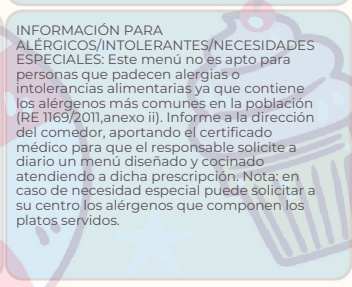 INFORMACIÓN PARA
ALÉRGICOS/INTOLERANTES/NECESIDADES
ESPECIALES: Este menú no es apto para
personas que padecen alergias o
intolerancias alimentarias ya que contiene
los alérgenos más comunes en la población
(RE 1169/2011,anexo ii). Informe a la dirección
del comedor, aportando el certificado
médico para que el responsable solicite a
diario un menú diseñado y cocinado
atendiendo a dicha prescripción. Nota: en
caso de necesidad especial puede solicitar a
su centro los alérgenos que componen los
platos servidos.